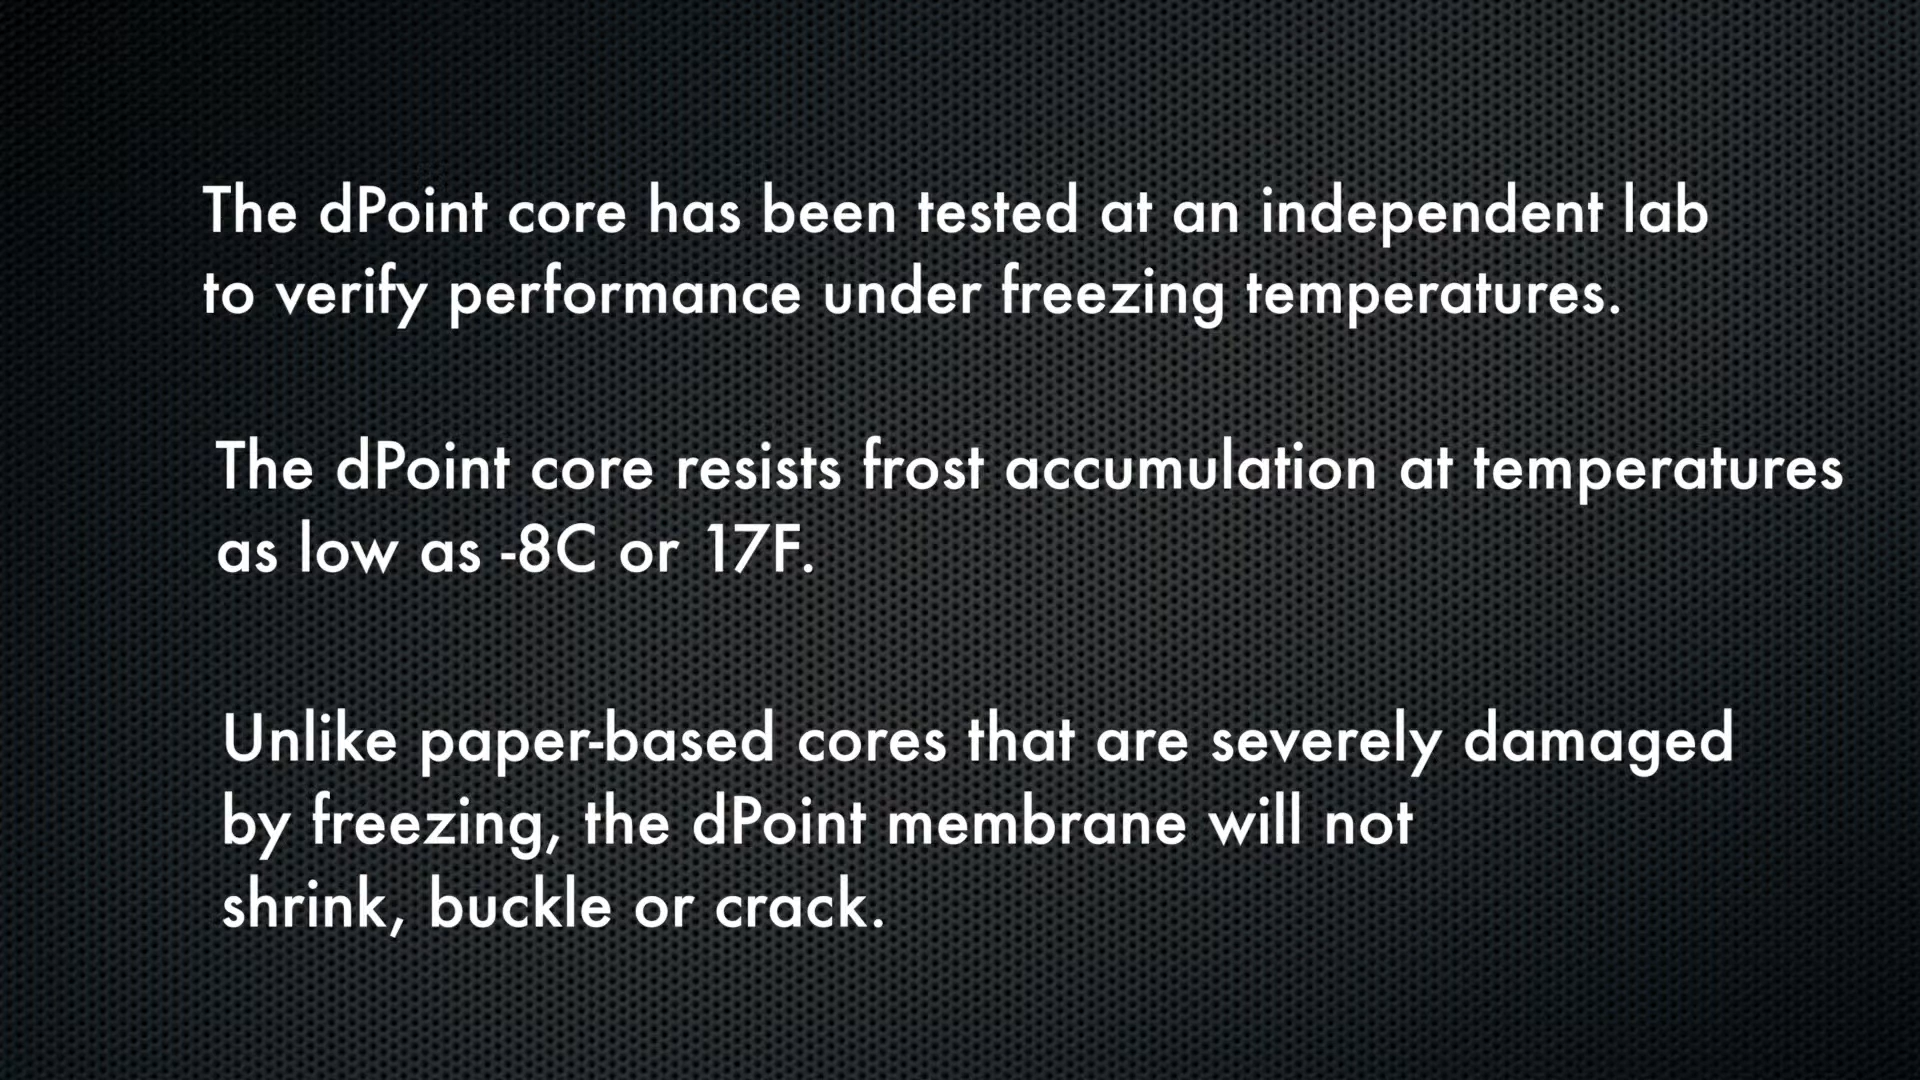 The dPoint core has been tested at an independent lab
to verify performance under freezing temperatures.
The dPoint core resists frost accumulation at temperatures
as low as -8C or 17F.
Unlike paper-based cores that are severely damaged
by freezing, the dPoint membrane will not
shrink, buckle or crack.